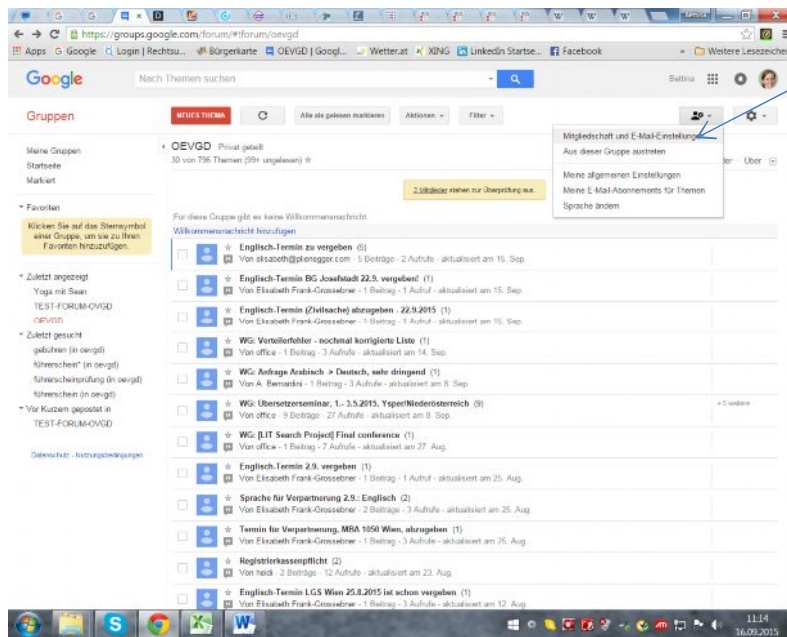 https://groups.google.com/forum/#!forum/oevgd
Apps G Google Login | Rechtsu... Bürgerkarte OEVGD | Googl... Wetter.at XING LinkedIn Startse... Facebook » Weitere Lesezeichen
Google Nach Themen suchen Bettina
Gruppen NEUES THEMA C Alle als gelesen markieren Aktionen Filter
Mitgliedschaft und E-Mail-Einstellungen
Aus dieser Gruppe austreten
Meine allgemeinen Einstellungen
Meine E-Mail-Abonnements für Themen
Sprache ändern
Meine Gruppen
Startseite
Markiert
Favoriten
Klicken Sie auf das Sternsymbol
einer Gruppe, um sie zu Ihren
Favoriten hinzuzufügen.
Zuletzt angezeigt
Yoga mit Sean
TEST-FORUM-OVGD
OEVGD
Zuletzt gesucht
gebühren (in oevgd)
führerschein* (in oevgd)
führerscheinprüfung (in oevgd)
führerschein (in oevgd)
Vor Kurzem gepostet in
TEST-FORUM-OVGD
Datenschutz - Nutzungsbedingungen
OEVGD Privat geteilt
30 von 796 Themen (99+ ungelesen)
Über
2 Mitglieder stehen zur Überprüfung aus.
Für diese Gruppe gibt es keine Willkommensnachricht
Willkommensnachricht hinzufügen
Englisch-Termin zu vergeben (5)
Von elisabeth@plienegger.com - 5 Beiträge - 2 Aufrufe - aktualisiert am 15. Sep.
Englisch-Termin BG Josefstadt 22.9. vergeben! (1)
Von Elisabeth Frank-Grossebner - 1 Beitrag - 1 Aufruf - aktualisiert am 15. Sep.
Englisch-Termin (Zivilsache) abzugeben - 22.9.2015 (1)
Von Elisabeth Frank-Grossebner - 1 Beitrag - 1 Aufruf - aktualisiert am 15. Sep.
WG: Verteilerfehler - nochmal korrigierte Liste (1)
Von office - 1 Beitrag - 3 Aufrufe - aktualisiert am 14. Sep.
WG: Anfrage Arabisch > Deutsch, sehr dringend (1)
Von A. Bernardini - 1 Beitrag - 3 Aufrufe - aktualisiert am 8. Sep.
WG: Übersetzerseminar, 1.- 3.5.2015, Ysper/Niederösterreich (9)
Von office - 9 Beiträge - 27 Aufrufe - aktualisiert am 8. Sep.
+ 5 weitere
WG: [LIT Search Project] Final conference (1)
Von office - 1 Beitrag - 7 Aufrufe - aktualisiert am 27. Aug.
Englisch-Termin 2.9. vergeben (1)
Von Elisabeth Frank-Grossebner - 1 Beitrag - 1 Aufruf - aktualisiert am 25. Aug.
Sprache für Verpartnerung 2.9.: Englisch (2)
Von Elisabeth Frank-Grossebner - 2 Beiträge - 3 Aufrufe - aktualisiert am 25. Aug.
Termin für Verpartnerung, MBA 1050 Wien, abzugeben (1)
Von Elisabeth Frank-Grossebner - 1 Beitrag - 3 Aufrufe - aktualisiert am 25. Aug.
Registrierkassenpflicht (2)
Von heidi - 2 Beiträge - 12 Aufrufe - aktualisiert am 23. Aug.
Englisch-Termin LGS Wien 25.8.2015 ist schon vergeben (1)
Von Elisabeth Frank-Grossebner - 1 Beitrag - 4 Aufrufe - aktualisiert am 12. Aug.
11:14
16.09.2015